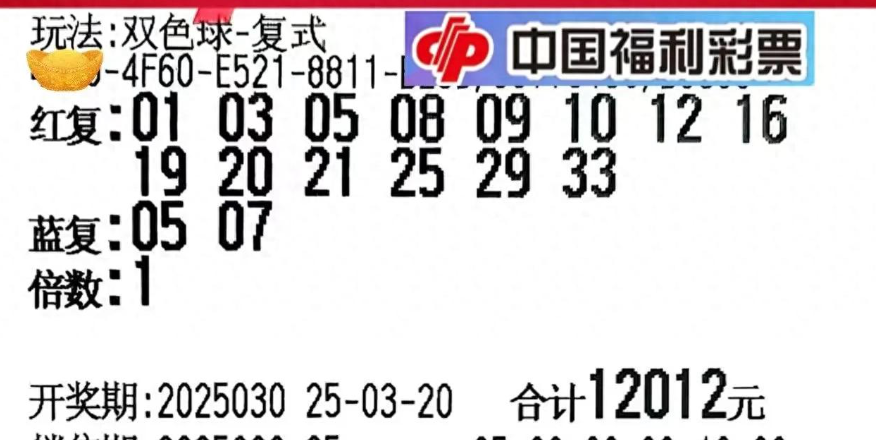 玩法:双色球-复式
中国福利彩票
-4F60-E521-8811-
红复:01 03 05 08 09 10 12 16
19 20 21 25 29 33
蓝复:05 07
倍数:1
开奖期:2025030 25-03-20 合计12012元